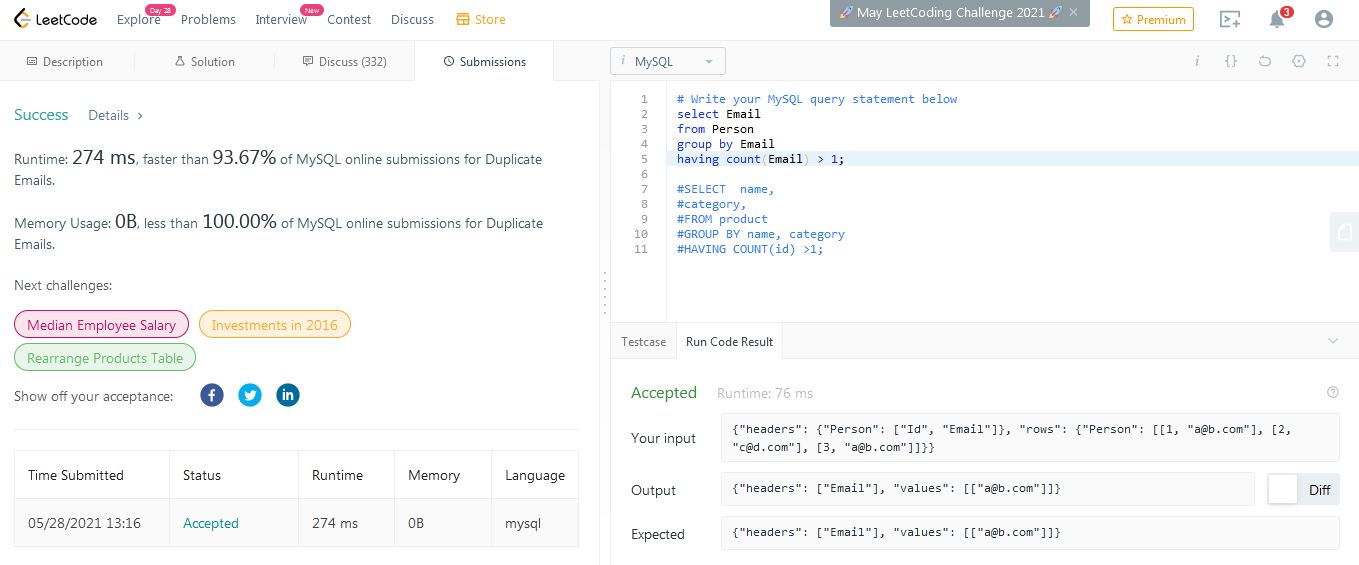 LeetCode
Explore
Day 28
Problems
Interview
New
Contest
Discuss
Store
🚀 May LeetCoding Challenge 2021 🚀 ×
Premium
3
Description
Solution
Discuss (332)
Submissions
Success
Details
Runtime: 274 ms, faster than 93.67% of MySQL online submissions for Duplicate
Emails.
Memory Usage: 0B, less than 100.00% of MySQL online submissions for Duplicate
Emails.
Next challenges:
Median Employee Salary
Investments in 2016
Rearrange Products Table
Show off your acceptance:
Time Submitted Status Runtime Memory Language
05/28/2021 13:16 Accepted 274 ms 0B mysql
i MySQL
i {}
1 # Write your MySQL query statement below
2 select Email
3 from Person
4 group by Email
5 having count(Email) > 1;
6
7 #SELECT  name,
8 #category,
9 #FROM product
10 #GROUP BY name, category
11 #HAVING COUNT(id) >1;
Testcase
Run Code Result
Accepted Runtime: 76 ms
Your input
{"headers": {"Person": ["Id", "Email"]}, "rows": {"Person": [[1, "a@b.com"], [2,
"c@d.com"], [3, "a@b.com"]]}}
Output
{"headers": ["Email"], "values": [["a@b.com"]]}
Diff
Expected
{"headers": ["Email"], "values": [["a@b.com"]]}